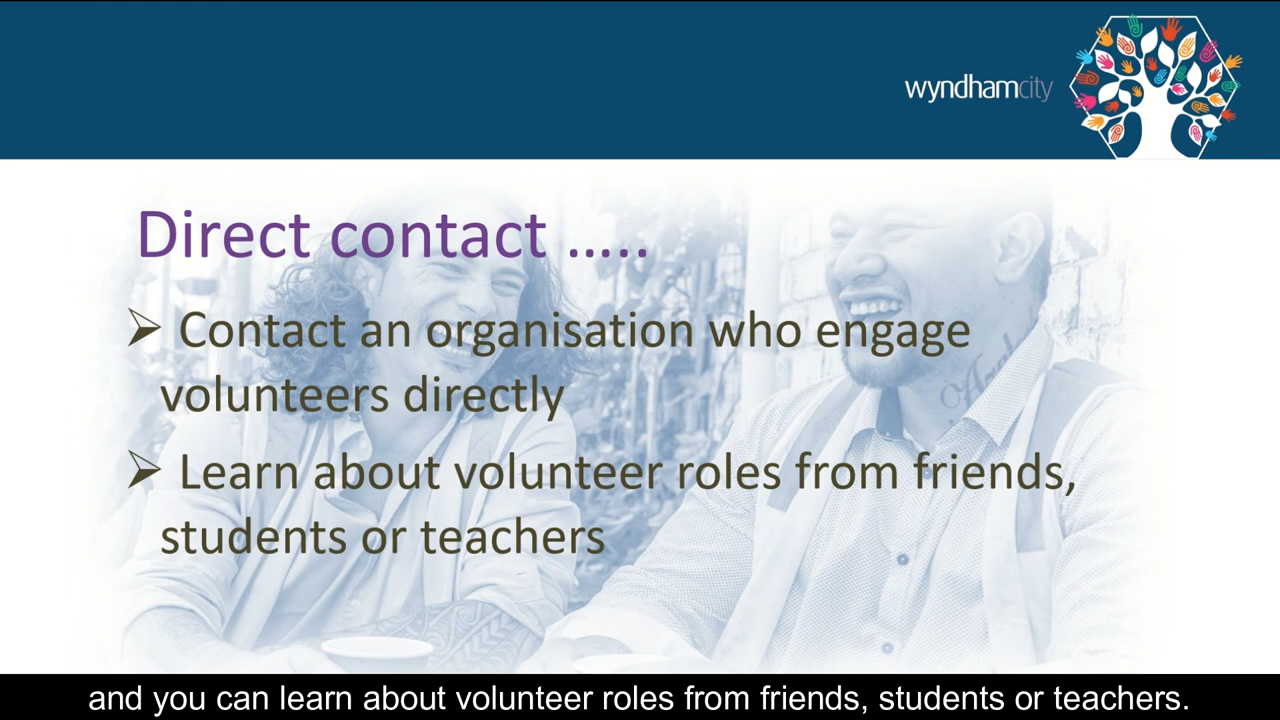 wyndhamcity
Direct contact .....
➢ Contact an organisation who engage
volunteers directly
➢ Learn about volunteer roles from friends,
students or teachers
and you can learn about volunteer roles from friends, students or teachers.